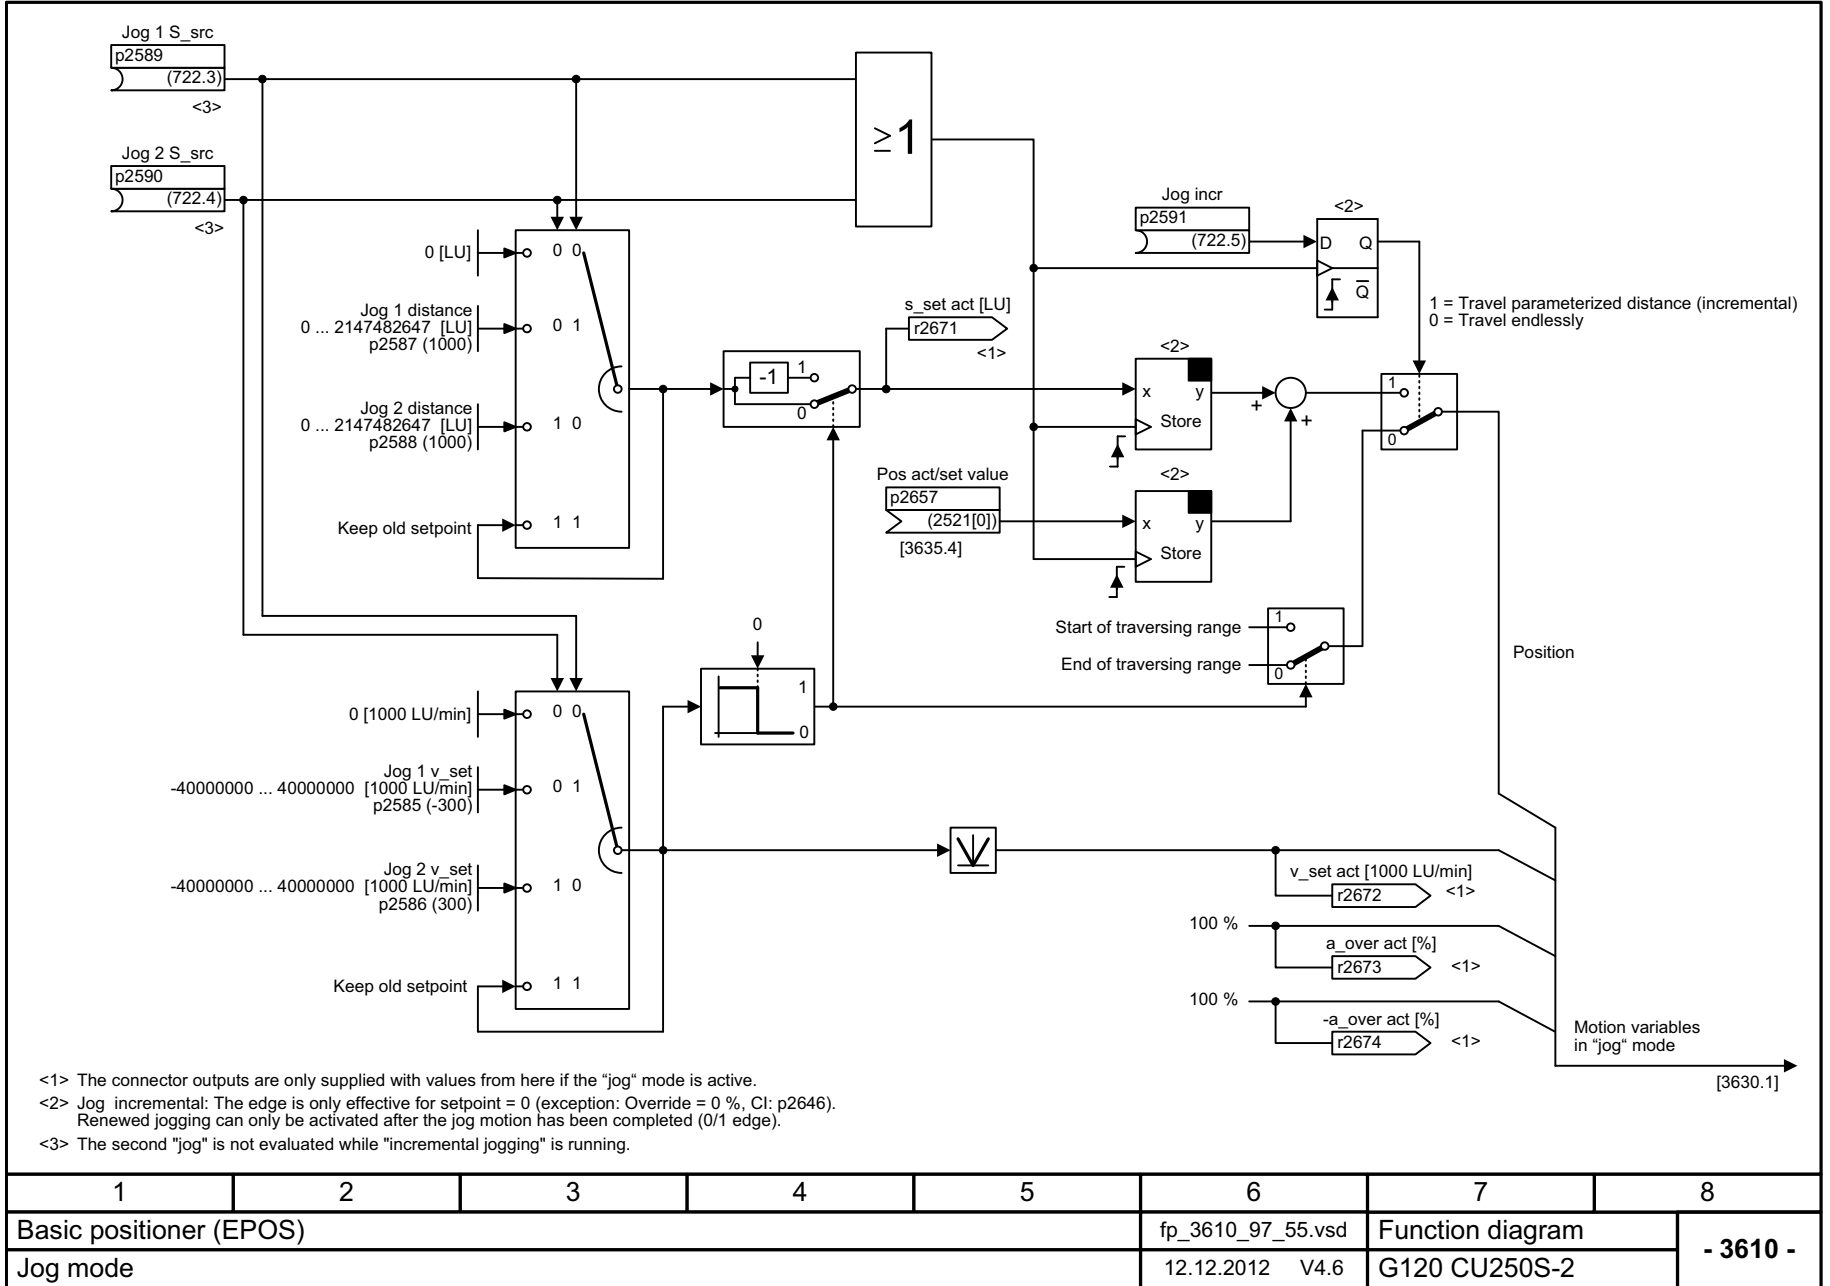 Jog 1 S_src
p2589
(722.3)
<3>
Jog 2 S_src
p2590
(722.4)
<3>
≥1
Jog incr
p2591
(722.5)
<2>
D Q
Q̅
1 = Travel parameterized distance (incremental)
0 = Travel endlessly
0 [LU]
0 0
Jog 1 distance
0 ... 2147482647 [LU]
p2587 (1000)
0 1
Jog 2 distance
0 ... 2147482647 [LU]
p2588 (1000)
1 0
Keep old setpoint
1 1
-1
1
0
s_set act [LU]
r2671
<1>
<2>
x y
Store
+
+
1
0
Pos act/set value
p2657
(2521[0])
[3635.4]
<2>
x y
Store
Start of traversing range
End of traversing range
1
0
Position
0
1
0
0 [1000 LU/min]
0 0
Jog 1 v_set
-40000000 ... 40000000 [1000 LU/min]
p2585 (-300)
0 1
Jog 2 v_set
-40000000 ... 40000000 [1000 LU/min]
p2586 (300)
1 0
Keep old setpoint
1 1
v_set act [1000 LU/min]
r2672
<1>
100 %
a_over act [%]
r2673
<1>
100 %
-a_over act [%]
r2674
<1>
Motion variables
in “jog“ mode
[3630.1]
<1> The connector outputs are only supplied with values from here if the “jog“ mode is active.
<2> Jog incremental: The edge is only effective for setpoint = 0 (exception: Override = 0 %, CI: p2646).
Renewed jogging can only be activated after the jog motion has been completed (0/1 edge).
<3> The second "jog" is not evaluated while "incremental jogging" is running.
1 2 3 4 5 6 7 8
Basic positioner (EPOS)
fp_3610_97_55.vsd
Function diagram
- 3610 -
Jog mode
12.12.2012 V4.6
G120 CU250S-2